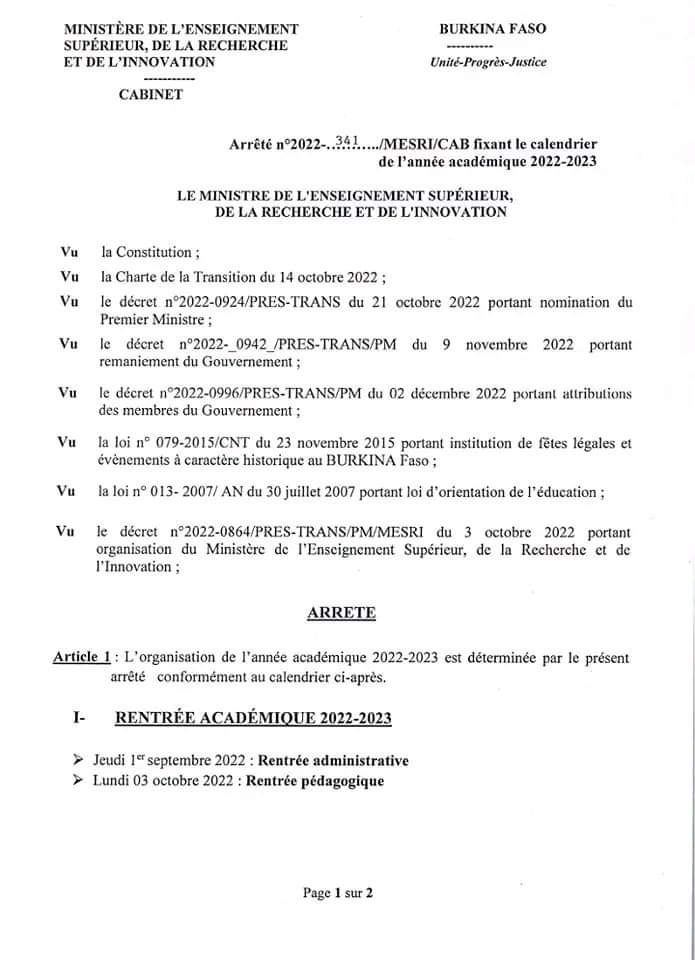 MINISTÈRE DE L'ENSEIGNEMENT
SUPÉRIEUR, DE LA RECHERCHE
ET DE L'INNOVATION
-----------
CABINET
BURKINA FASO
----------
Unité-Progrès-Justice
Arrêté n°2022-..341...../MESRI/CAB fixant le calendrier
de l'année académique 2022-2023
LE MINISTRE DE L'ENSEIGNEMENT SUPÉRIEUR,
DE LA RECHERCHE ET DE L'INNOVATION
Vu la Constitution ;
Vu la Charte de la Transition du 14 octobre 2022 ;
Vu le décret n°2022-0924/PRES-TRANS du 21 octobre 2022 portant nomination du
Premier Ministre ;
Vu le décret n°2022-_0942_/PRES-TRANS/PM du 9 novembre 2022 portant
remaniement du Gouvernement ;
Vu le décret n°2022-0996/PRES-TRANS/PM du 02 décembre 2022 portant attributions
des membres du Gouvernement ;
Vu la loi n° 079-2015/CNT du 23 novembre 2015 portant institution de fêtes légales et
évènements à caractère historique au BURKINA Faso ;
Vu la loi n° 013- 2007/ AN du 30 juillet 2007 portant loi d'orientation de l'éducation ;
Vu le décret n°2022-0864/PRES-TRANS/PM/MESRI du 3 octobre 2022 portant
organisation du Ministère de l'Enseignement Supérieur, de la Recherche et de
l'Innovation ;
ARRETE
Article 1 : L'organisation de l'année académique 2022-2023 est déterminée par le présent
arrêté conformément au calendrier ci-après.
I- RENTRÉE ACADÉMIQUE 2022-2023
➢ Jeudi 1er septembre 2022 : Rentrée administrative
➢ Lundi 03 octobre 2022 : Rentrée pédagogique
Page 1 sur 2